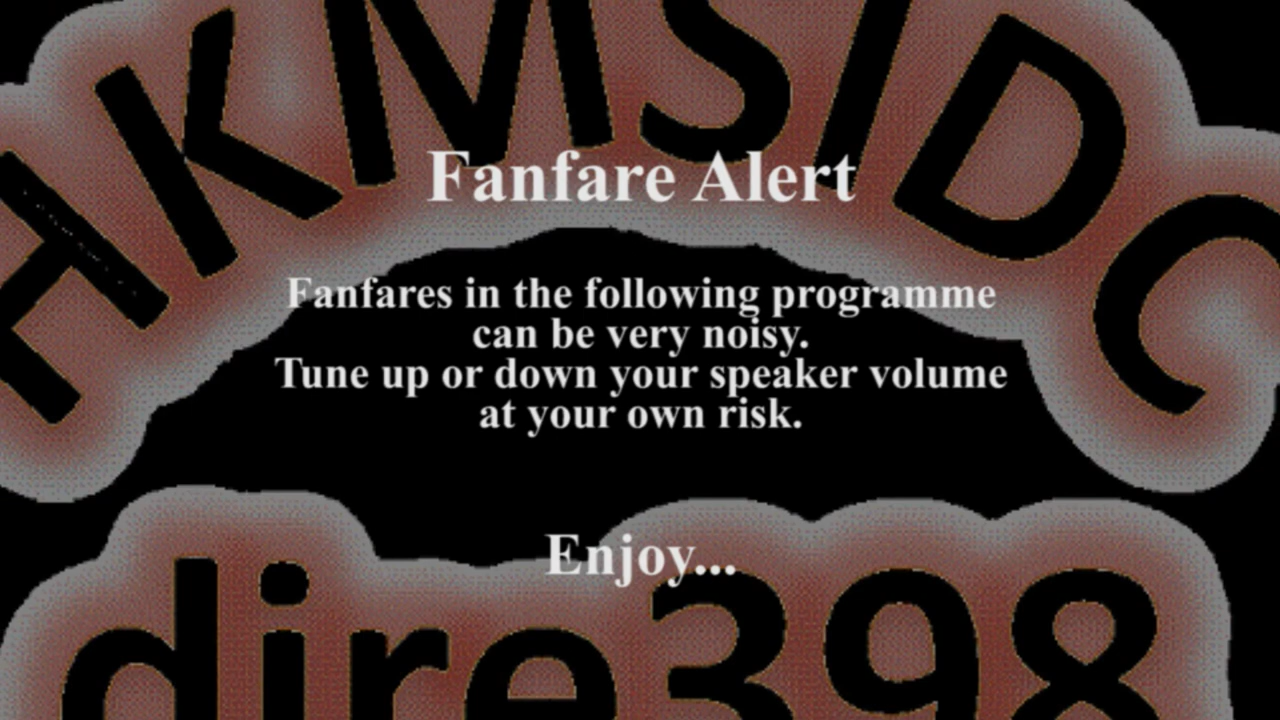 HKMSIDC
Fanfare Alert
Fanfares in the following programme
can be very noisy.
Tune up or down your speaker volume
at your own risk.
Enjoy...
dire398